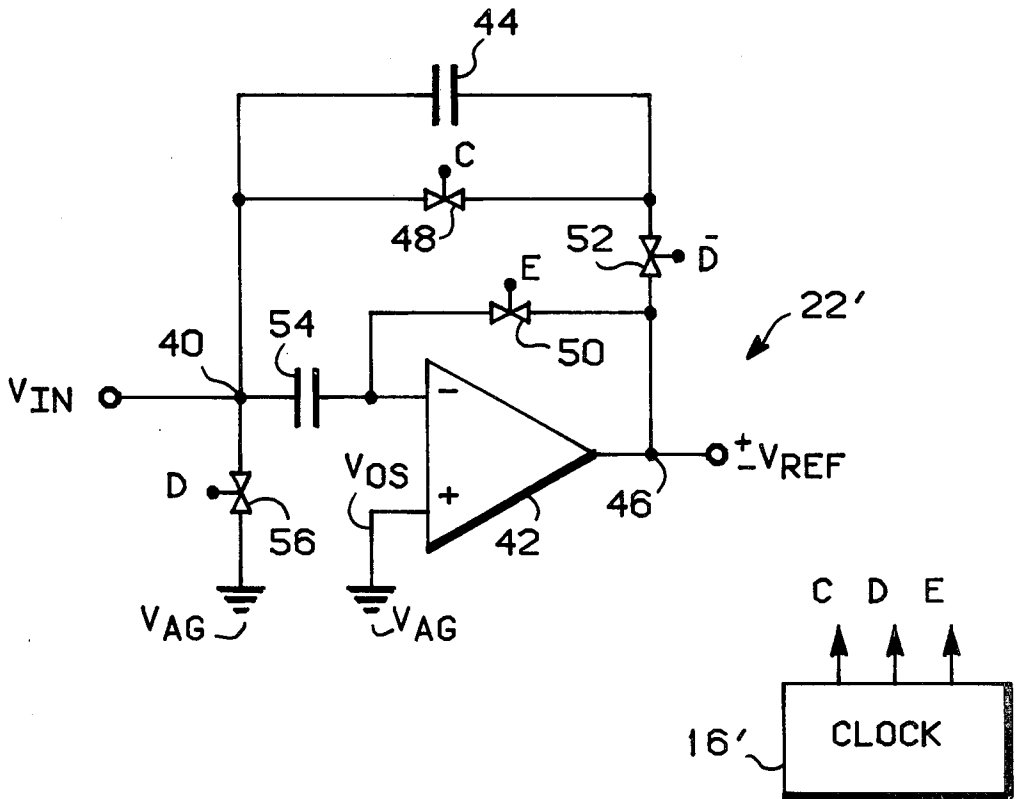 44
C
48
52
D̄
E
50
22′
54
40
V_IN
D
56
V_OS
−
+
42
46
±V_REF
V_AG
V_AG
C D E
16′
CLOCK